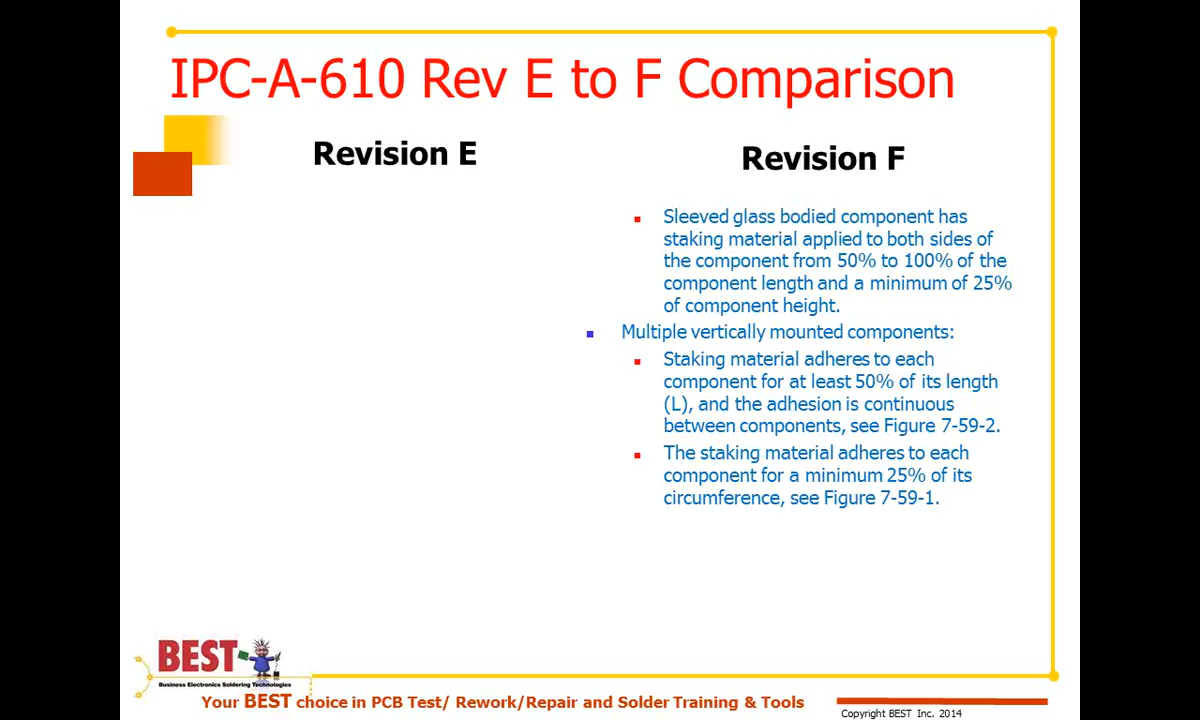 IPC-A-610 Rev E to F Comparison
Revision E
Revision F
Sleeved glass bodied component has
staking material applied to both sides of
the component from 50% to 100% of the
component length and a minimum of 25%
of component height.
Multiple vertically mounted components:
Staking material adheres to each
component for at least 50% of its length
(L), and the adhesion is continuous
between components, see Figure 7-59-2.
The staking material adheres to each
component for a minimum 25% of its
circumference, see Figure 7-59-1.
BEST
Business Electronics Soldering Technologies
Your BEST choice in PCB Test/ Rework/Repair and Solder Training & Tools
Copyright BEST Inc. 2014